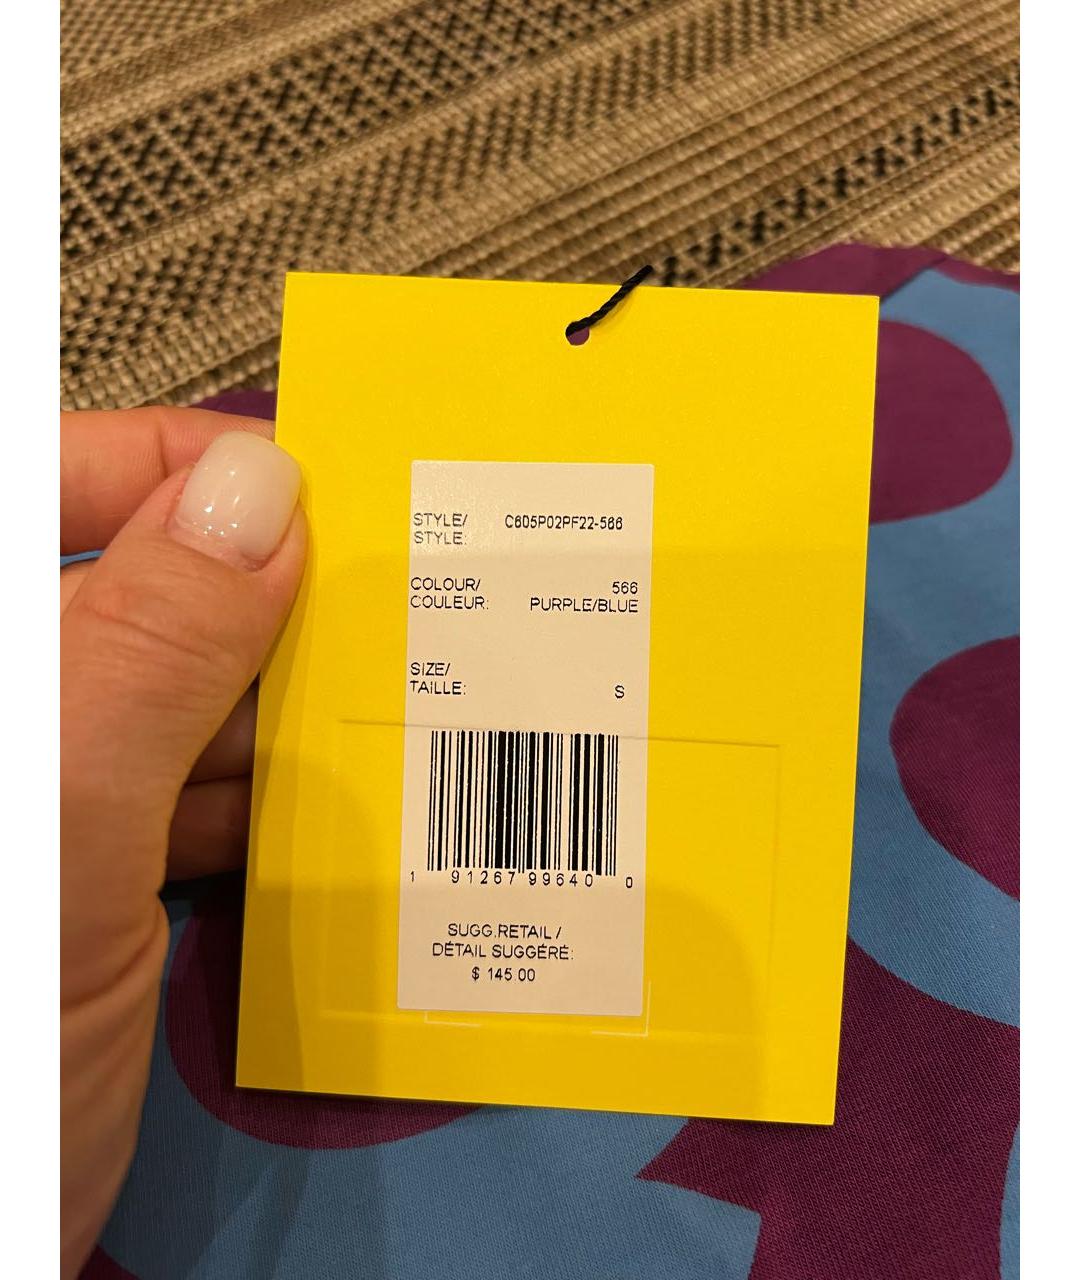 STYLE/ C605P02PF22-566
STYLE:
COLOUR/ 566
COULEUR: PURPLE/BLUE
SIZE/
TAILLE: S
1 91267 99640 0
SUGG.RETAIL /
DÉTAIL SUGGÉRÉ:
$ 145.00